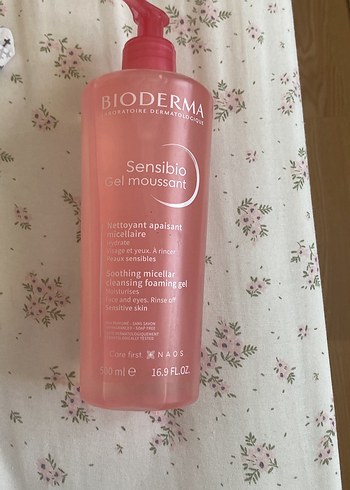 BIODERMA
LABORATOIRE DERMATOLOGIQUE
Sensibio
Gel moussant
Nettoyant apaisant
micellaire
Hydrate
Visage et yeux. À rincer
Peaux sensibles
Soothing micellar
cleansing foaming gel
Moisturises
Face and eyes. Rinse off
Sensitive skin
Care first. NAOS
500 ml e 16.9 FL.OZ.